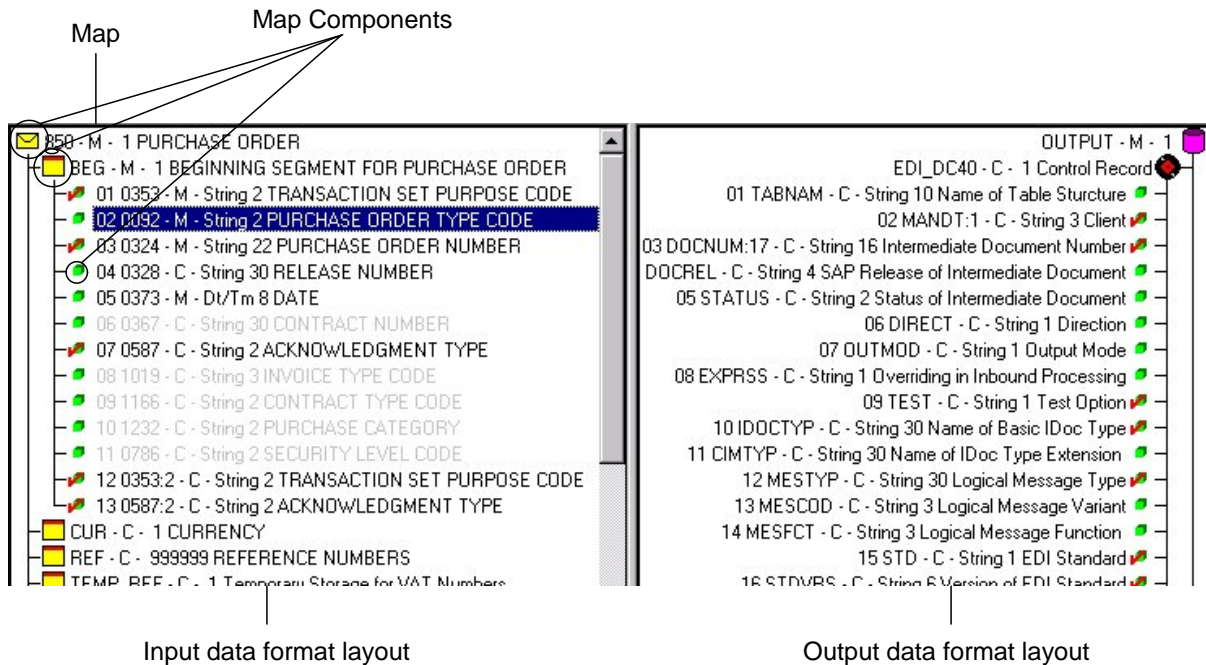 Map Components
Map
850 - M - 1 PURCHASE ORDER
BEG - M - 1 BEGINNING SEGMENT FOR PURCHASE ORDER
01 0353 - M - String 2 TRANSACTION SET PURPOSE CODE
02 0092 - M - String 2 PURCHASE ORDER TYPE CODE
03 0324 - M - String 22 PURCHASE ORDER NUMBER
04 0328 - C - String 30 RELEASE NUMBER
05 0373 - M - Dt/Tm 8 DATE
06 0367 - C - String 30 CONTRACT NUMBER
07 0587 - C - String 2 ACKNOWLEDGMENT TYPE
08 1019 - C - String 3 INVOICE TYPE CODE
09 1166 - C - String 2 CONTRACT TYPE CODE
10 1232 - C - String 2 PURCHASE CATEGORY
11 0786 - C - String 2 SECURITY LEVEL CODE
12 0353:2 - C - String 2 TRANSACTION SET PURPOSE CODE
13 0587:2 - C - String 2 ACKNOWLEDGMENT TYPE
CUR - C - 1 CURRENCY
REF - C - 999999 REFERENCE NUMBERS
TEMP_REF - C - 1 Temporary Storage for VAT Numbers
OUTPUT - M - 1
EDI_DC40 - C - 1 Control Record
01 TABNAM - C - String 10 Name of Table Sturcture
02 MANDT:1 - C - String 3 Client
03 DOCNUM:17 - C - String 16 Intermediate Document Number
DOCREL - C - String 4 SAP Release of Intermediate Document
05 STATUS - C - String 2 Status of Intermediate Document
06 DIRECT - C - String 1 Direction
07 OUTMOD - C - String 1 Output Mode
08 EXPRSS - C - String 1 Overriding in Inbound Processing
09 TEST - C - String 1 Test Option
10 IDOCTYP - C - String 30 Name of Basic IDoc Type
11 CIMTYP - C - String 30 Name of IDoc Type Extension
12 MESTYP - C - String 30 Logical Message Type
13 MESCOD - C - String 3 Logical Message Variant
14 MESFCT - C - String 3 Logical Message Function
15 STD - C - String 1 EDI Standard
16 STDVRS - C - String 6 Version of EDI Standard
Input data format layout
Output data format layout